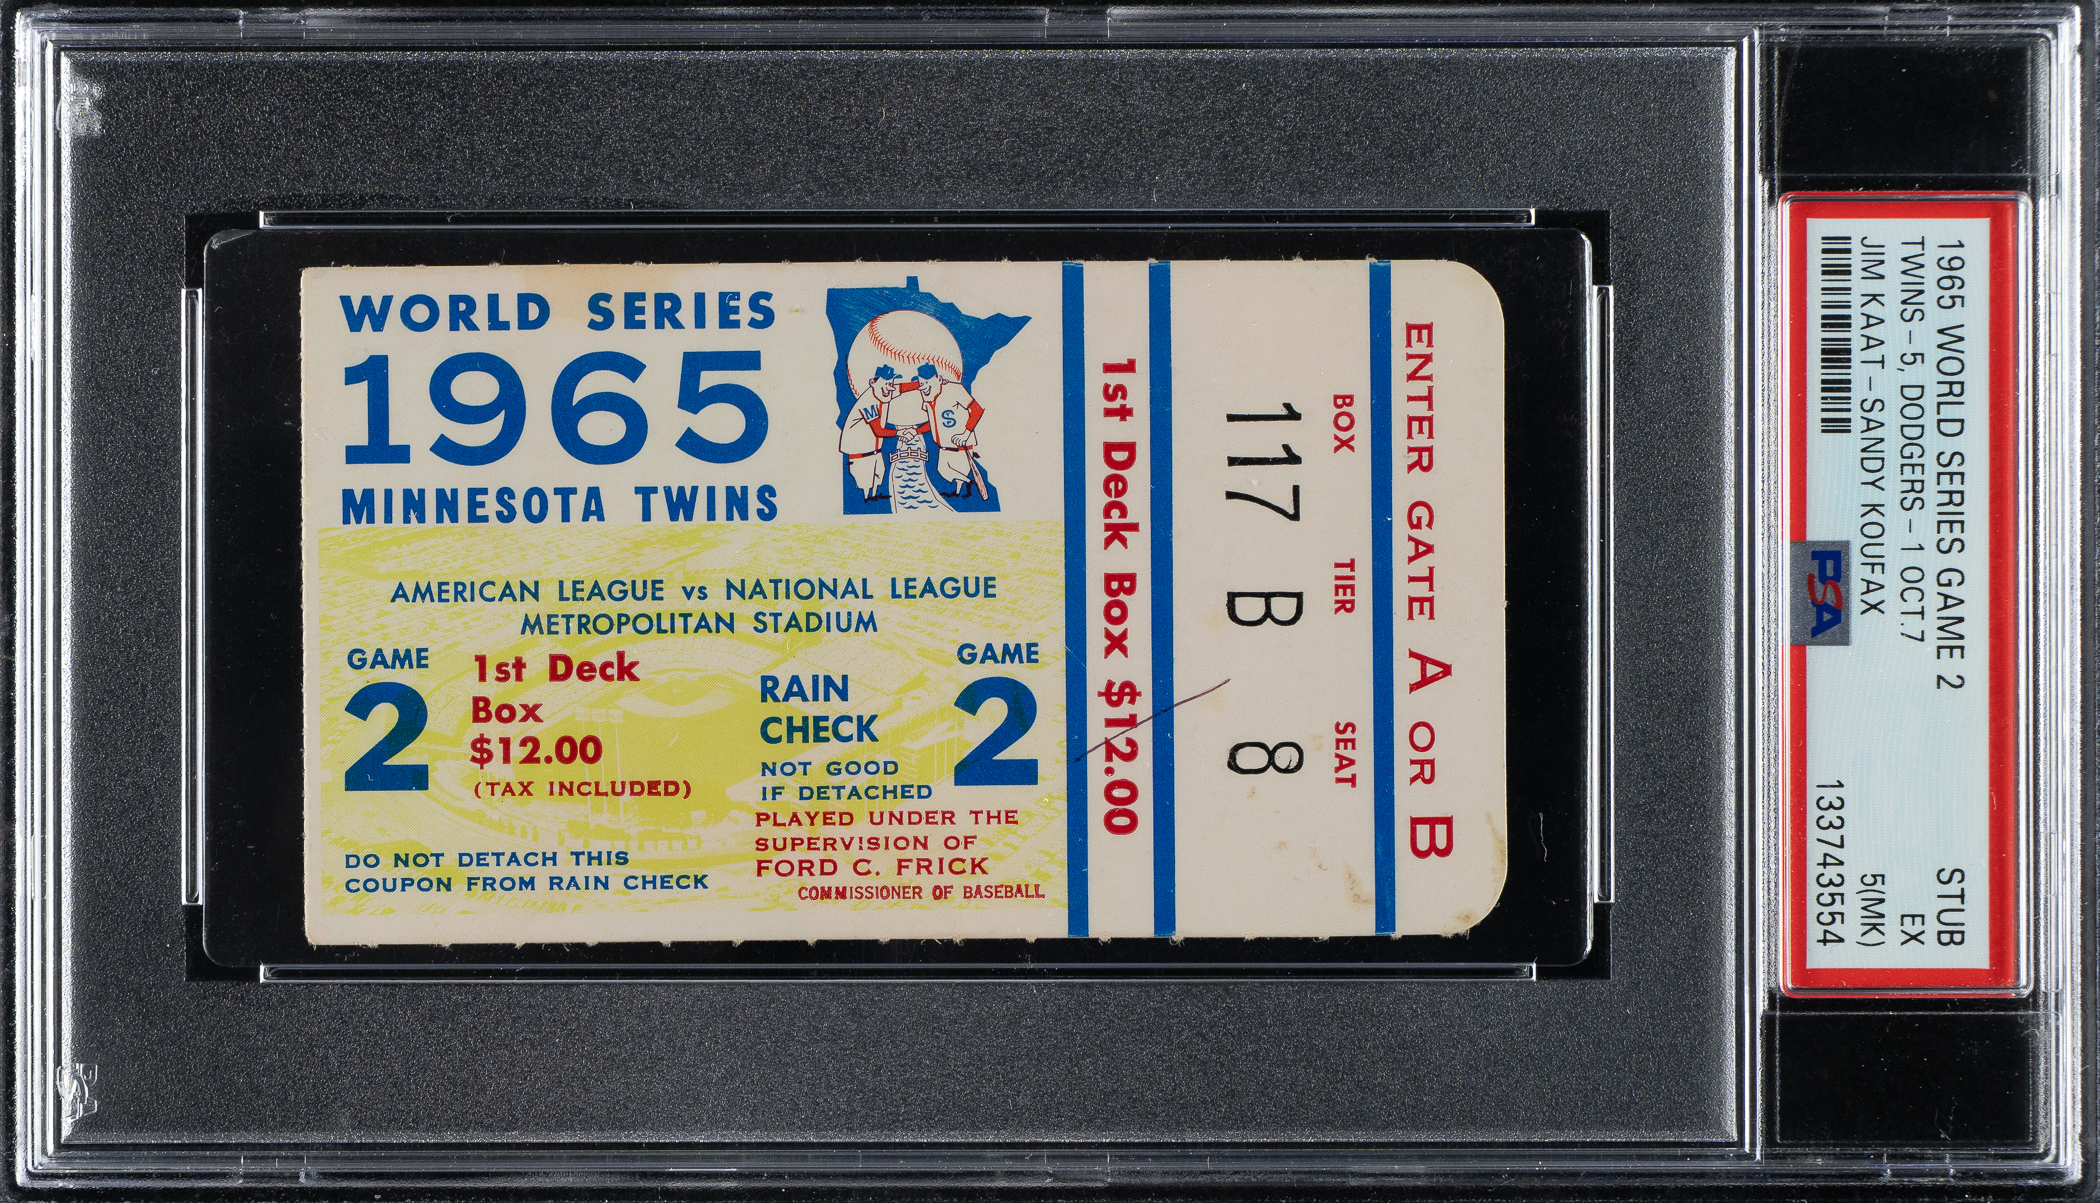 WORLD SERIES
1965
MINNESOTA TWINS
M
S
AMERICAN LEAGUE vs NATIONAL LEAGUE
METROPOLITAN STADIUM
GAME
2
1st Deck
Box
$12.00
(TAX INCLUDED)
RAIN
CHECK
NOT GOOD
IF DETACHED
GAME
2
DO NOT DETACH THIS
COUPON FROM RAIN CHECK
PLAYED UNDER THE
SUPERVISION OF
FORD C. FRICK
COMMISSIONER OF BASEBALL
1st Deck Box $12.00
117 B 8
BOX TIER SEAT
ENTER GATE A OR B
1965 WORLD SERIES GAME 2 STUB
TWINS-5, DODGERS-1 OCT.7 EX
JIM KAAT-SANDY KOUFAX 5(MK)
133743554
PSA